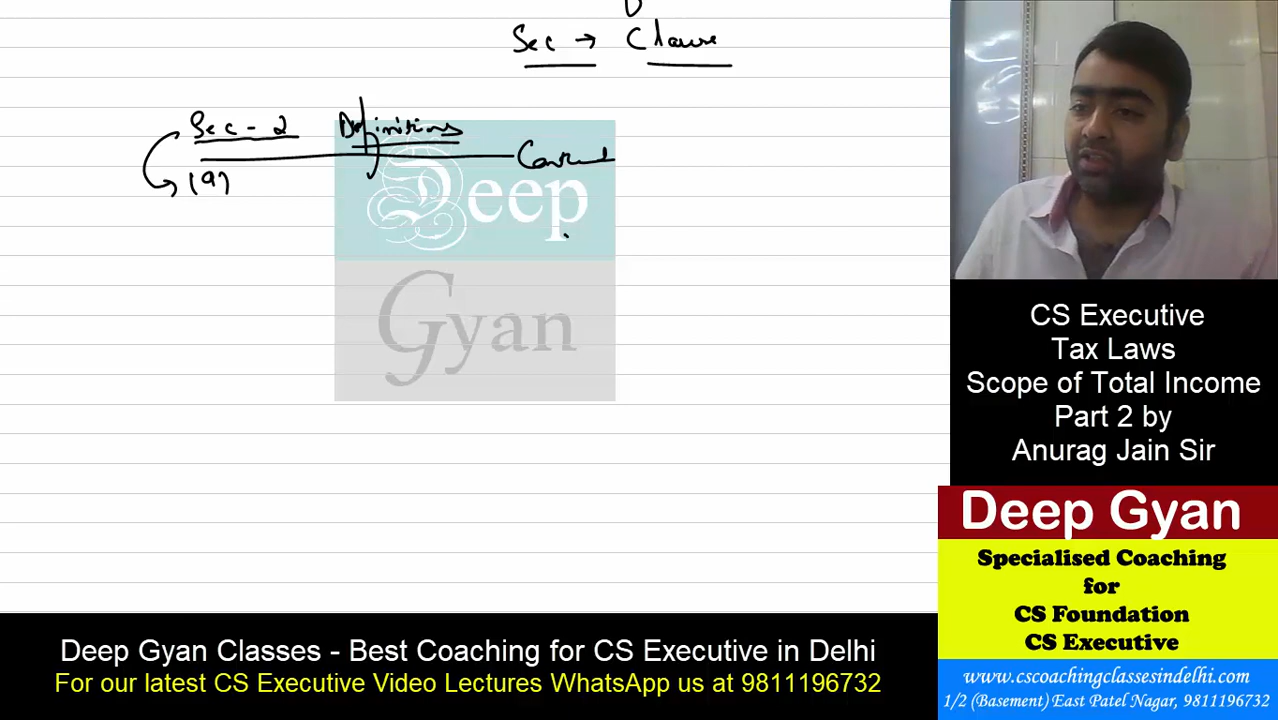 Sec → Clause
Sec - 2 Definitions
(9)
Deep
Gyan
CS Executive
Tax Laws
Scope of Total Income
Part 2 by
Anurag Jain Sir
Deep Gyan
Specialised Coaching
for
CS Foundation
CS Executive
www.cscoachingclassesindelhi.com
1/2 (Basement) East Patel Nagar, 9811196732
Deep Gyan Classes - Best Coaching for CS Executive in Delhi
For our latest CS Executive Video Lectures WhatsApp us at 9811196732